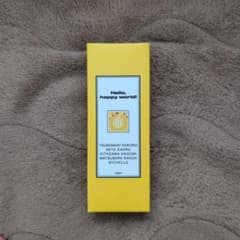 Hello,
happy world!
TSURUMAKI KOKORO
SETA KAORU
KITAZAWA HAGUMI
MATSUBARA KANON
MICHELLE